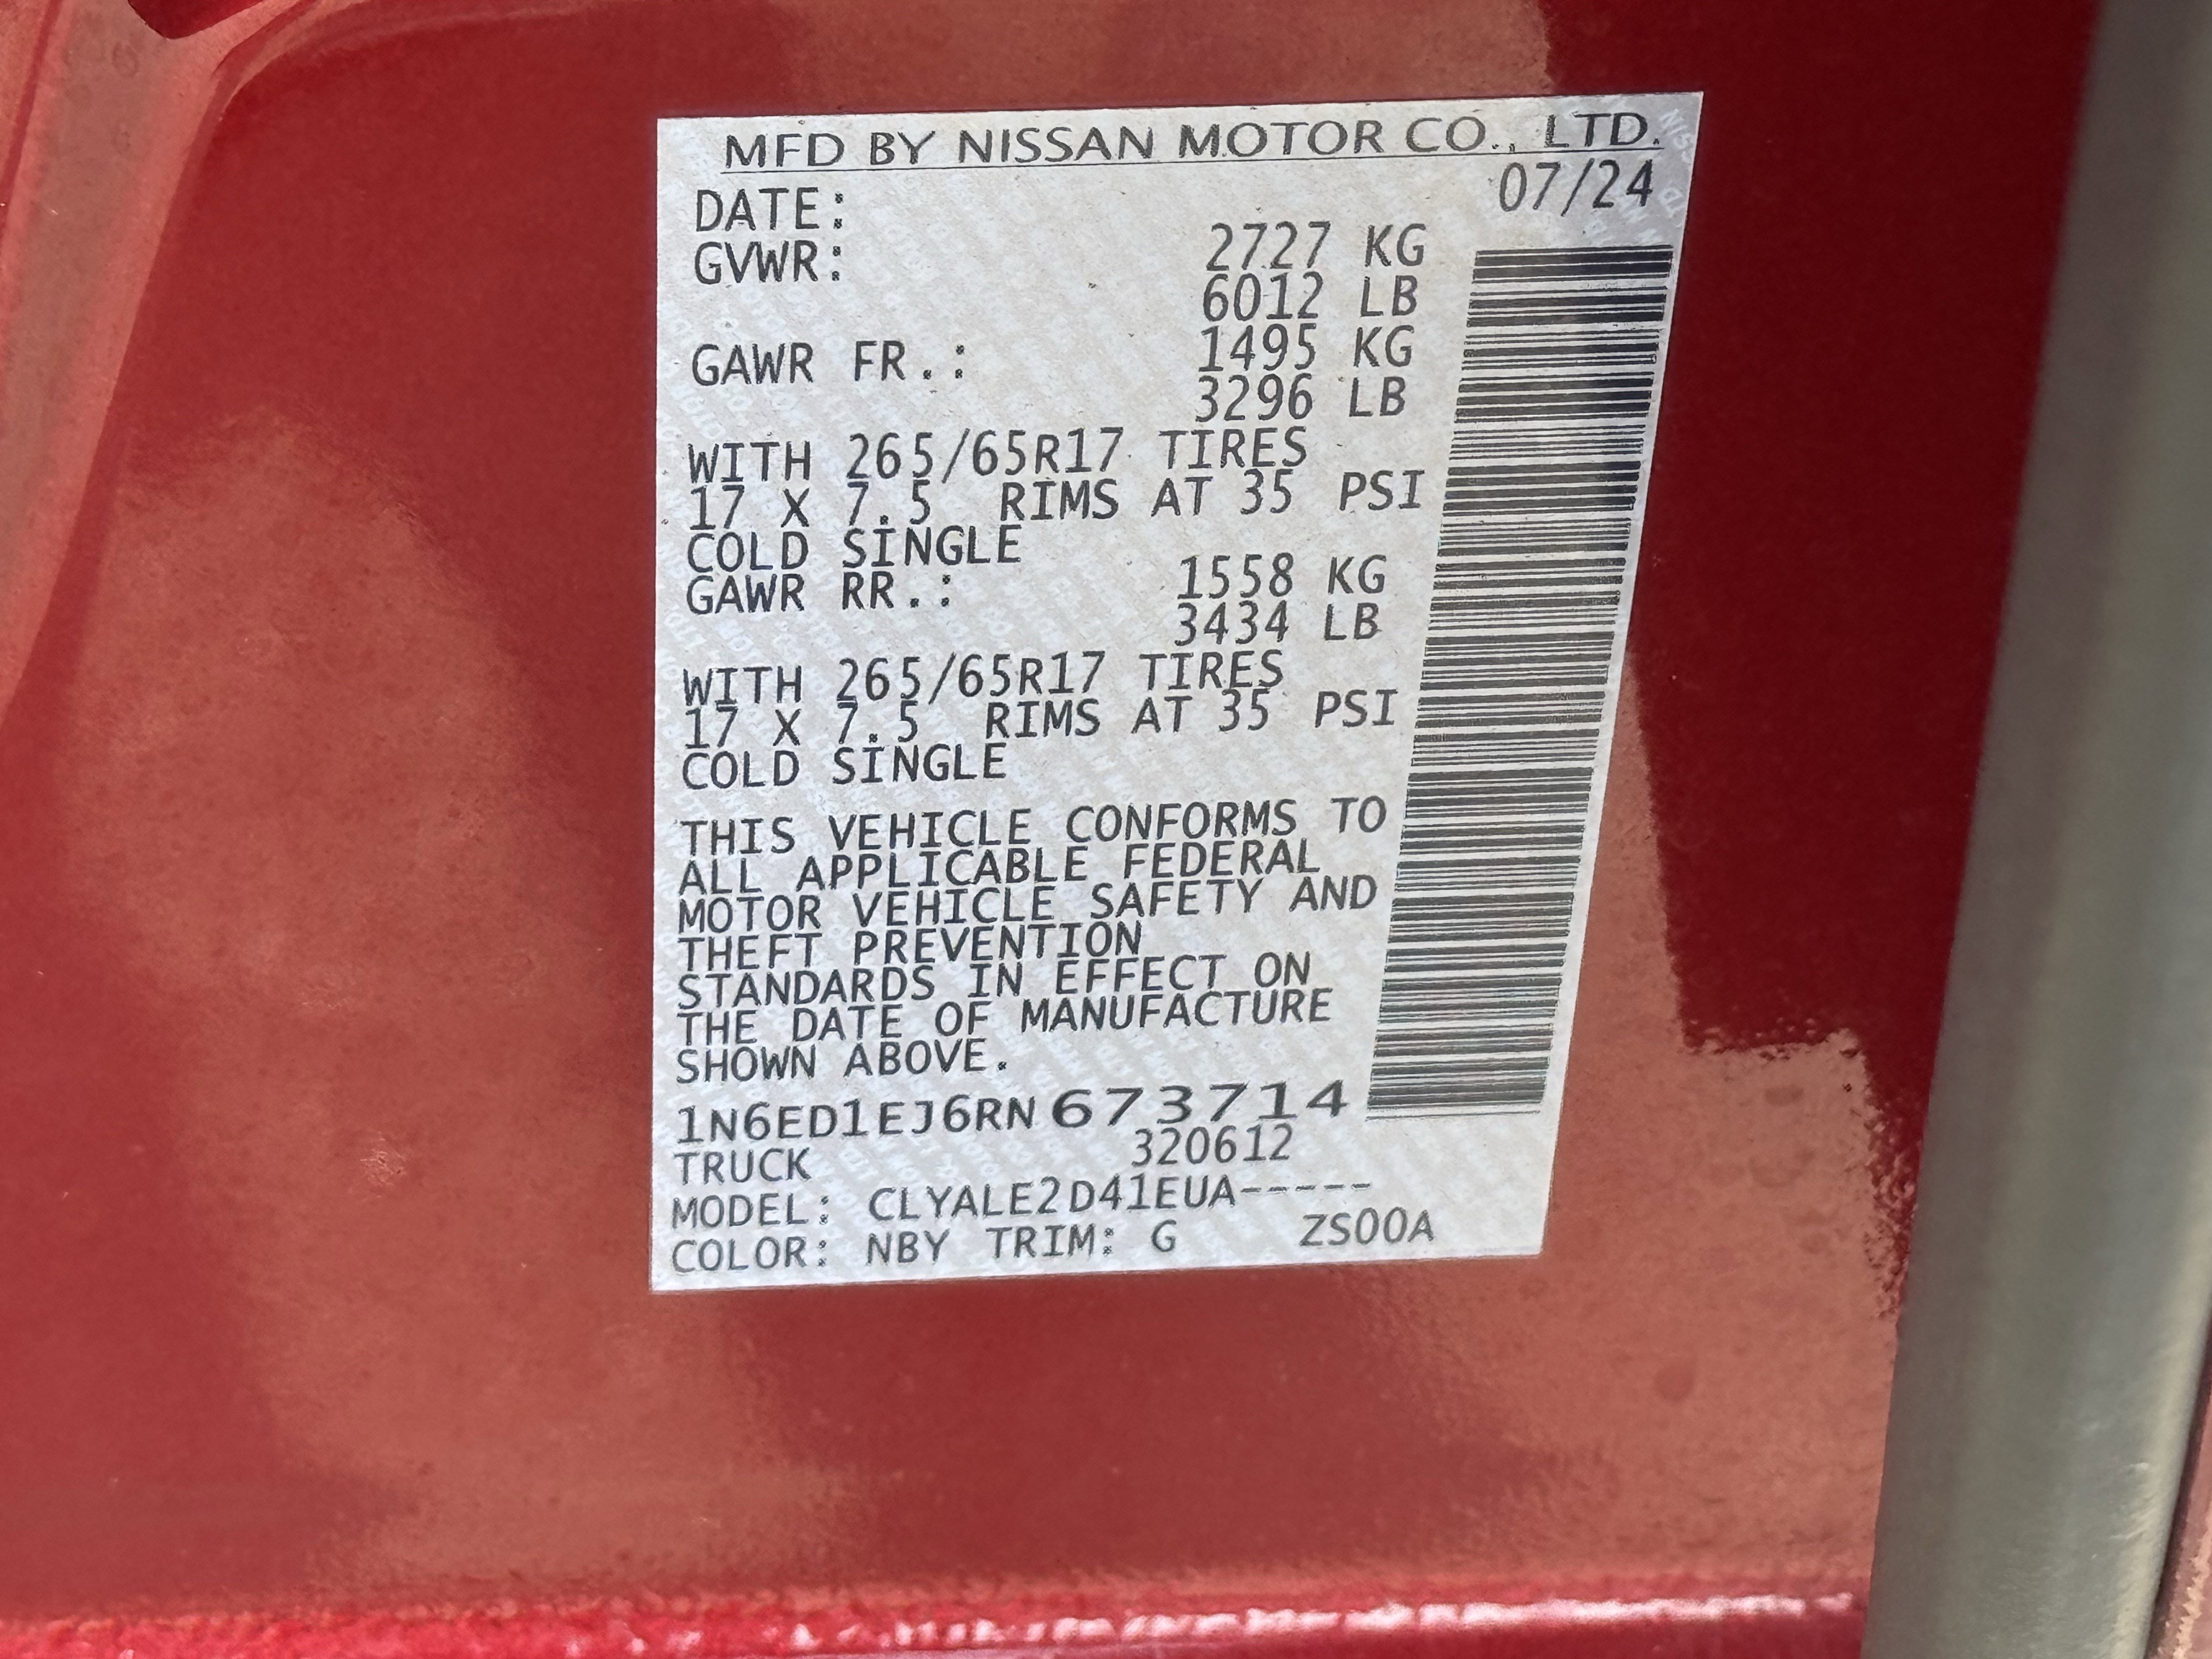 MFD BY NISSAN MOTOR CO., LTD.
DATE: 07/24
GVWR: 2727 KG
6012 LB
GAWR FR.: 1495 KG
3296 LB
WITH 265/65R17 TIRES
17 X 7.5 RIMS AT 35 PSI
COLD SINGLE
GAWR RR.: 1558 KG
3434 LB
WITH 265/65R17 TIRES
17 X 7.5 RIMS AT 35 PSI
COLD SINGLE
THIS VEHICLE CONFORMS TO
ALL APPLICABLE FEDERAL
MOTOR VEHICLE SAFETY AND
THEFT PREVENTION
STANDARDS IN EFFECT ON
THE DATE OF MANUFACTURE
SHOWN ABOVE.
1N6ED1EJ6RN673714
TRUCK 320612
MODEL: CLYALE2D41EUA-----
COLOR: NBY TRIM: G ZS00A